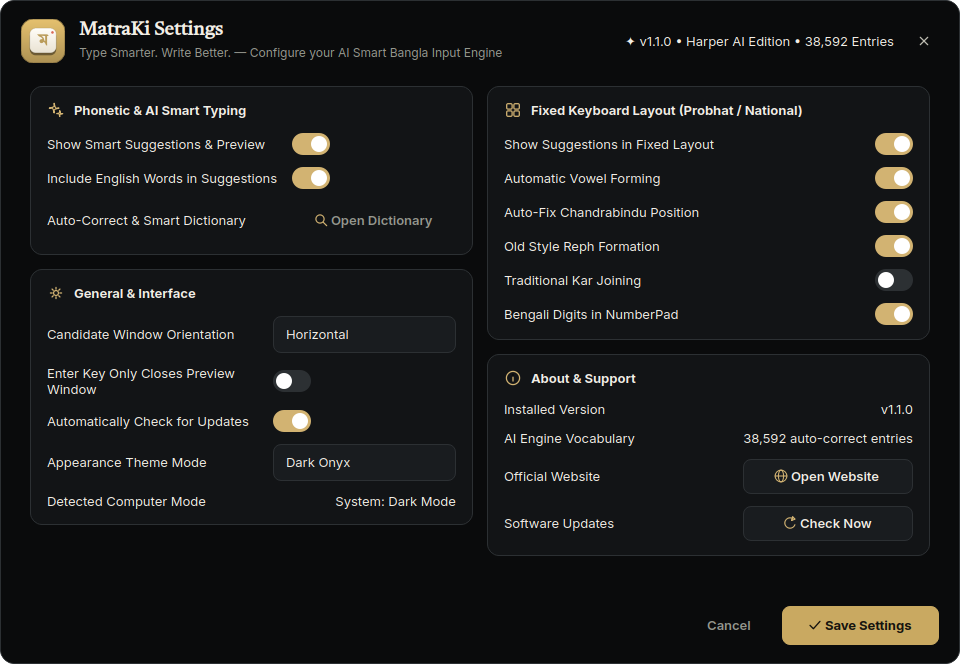 ম
MatraKi Settings
Type Smarter. Write Better. — Configure your AI Smart Bangla Input Engine
✦ v1.1.0 • Harper AI Edition • 38,592 Entries
Phonetic & AI Smart Typing
Show Smart Suggestions & Preview
Include English Words in Suggestions
Auto-Correct & Smart Dictionary
Open Dictionary
General & Interface
Candidate Window Orientation
Horizontal
Enter Key Only Closes Preview
Window
Automatically Check for Updates
Appearance Theme Mode
Dark Onyx
Detected Computer Mode
System: Dark Mode
Fixed Keyboard Layout (Probhat / National)
Show Suggestions in Fixed Layout
Automatic Vowel Forming
Auto-Fix Chandrabindu Position
Old Style Reph Formation
Traditional Kar Joining
Bengali Digits in NumberPad
About & Support
Installed Version
v1.1.0
AI Engine Vocabulary
38,592 auto-correct entries
Official Website
Open Website
Software Updates
Check Now
Cancel
Save Settings